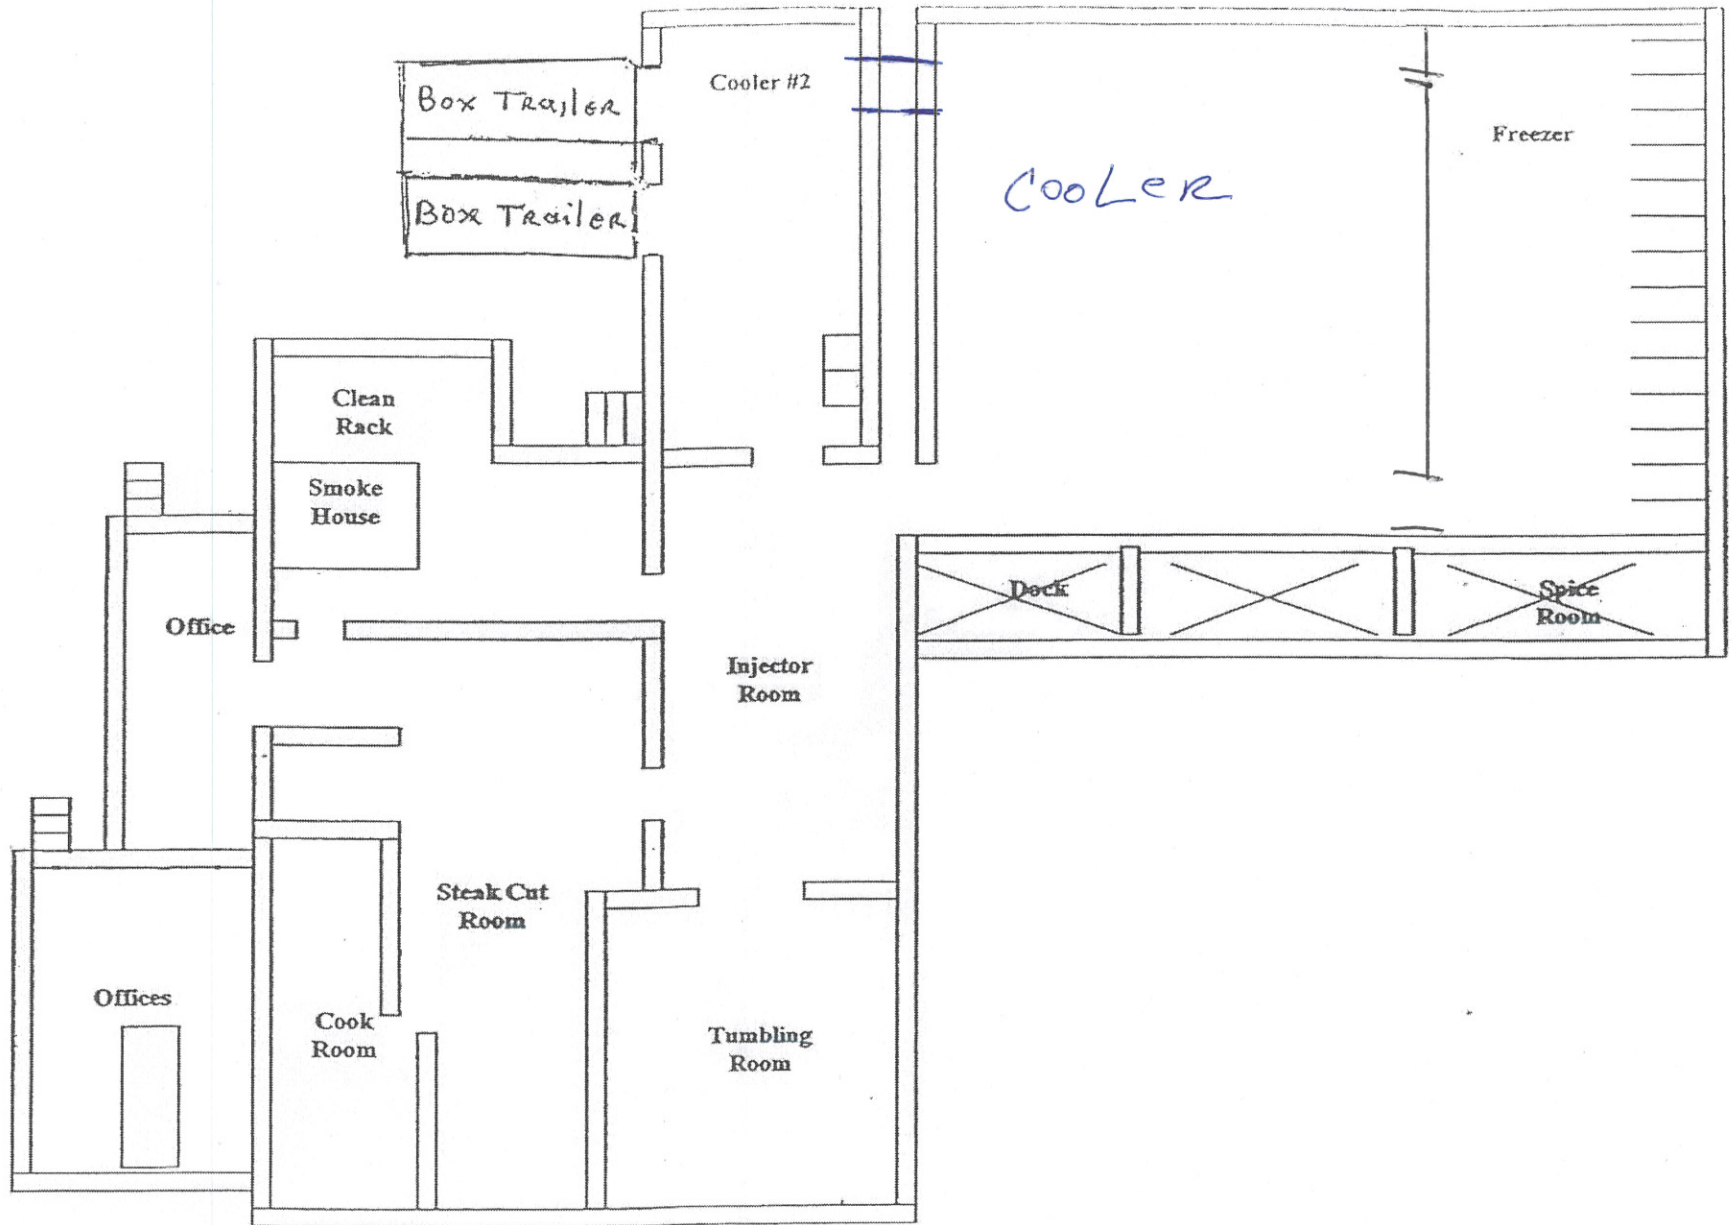 Cooler #2
Box Trailer
Freezer
Cooler
Box Trailer
Clean
Rack
Smoke
House
Dock
Spice
Room
Office
Injector
Room
Steak Cut
Room
Offices
Cook
Room
Tumbling
Room